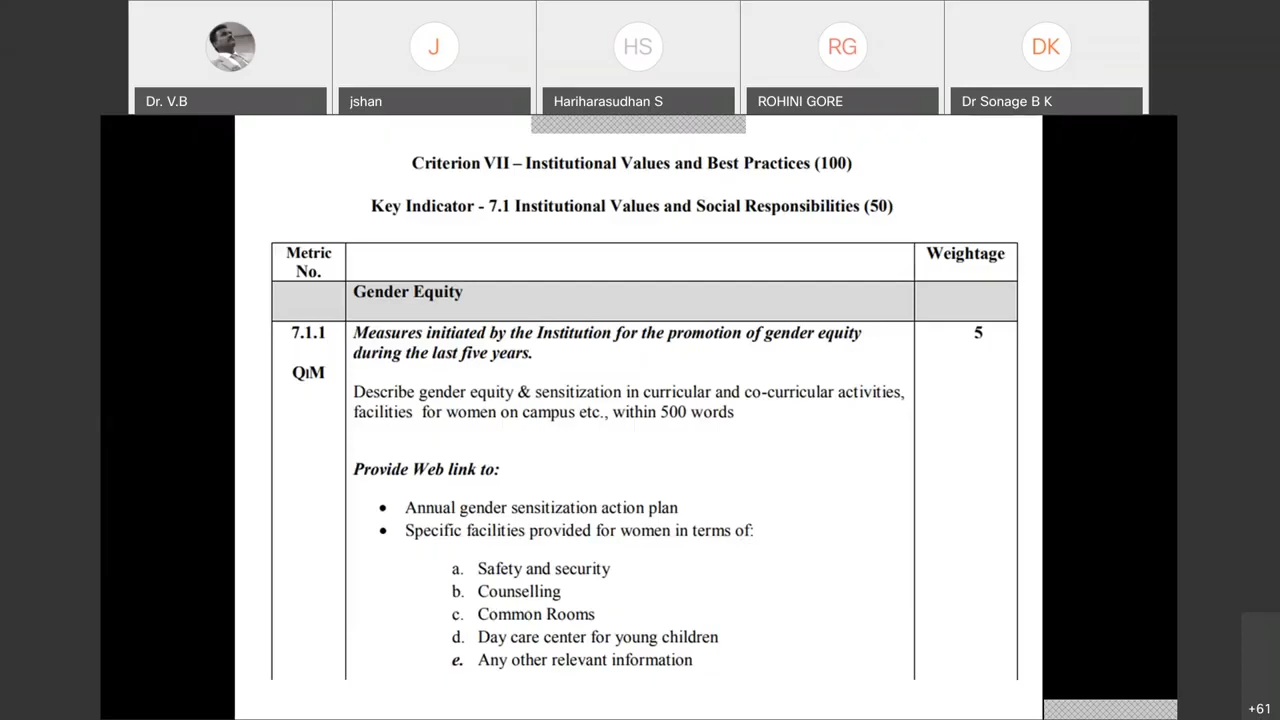 J
HS
RG
DK
Dr. V.B
jshan
Hariharasudhan S
ROHINI GORE
Dr Sonage B K
Criterion VII – Institutional Values and Best Practices (100)
Key Indicator - 7.1 Institutional Values and Social Responsibilities (50)
Metric
No.
Weightage
Gender Equity
7.1.1
QlM
Measures initiated by the Institution for the promotion of gender equity
during the last five years.
5
Describe gender equity & sensitization in curricular and co-curricular activities,
facilities for women on campus etc., within 500 words
Provide Web link to:
• Annual gender sensitization action plan
• Specific facilities provided for women in terms of:
a. Safety and security
b. Counselling
c. Common Rooms
d. Day care center for young children
e. Any other relevant information
+61